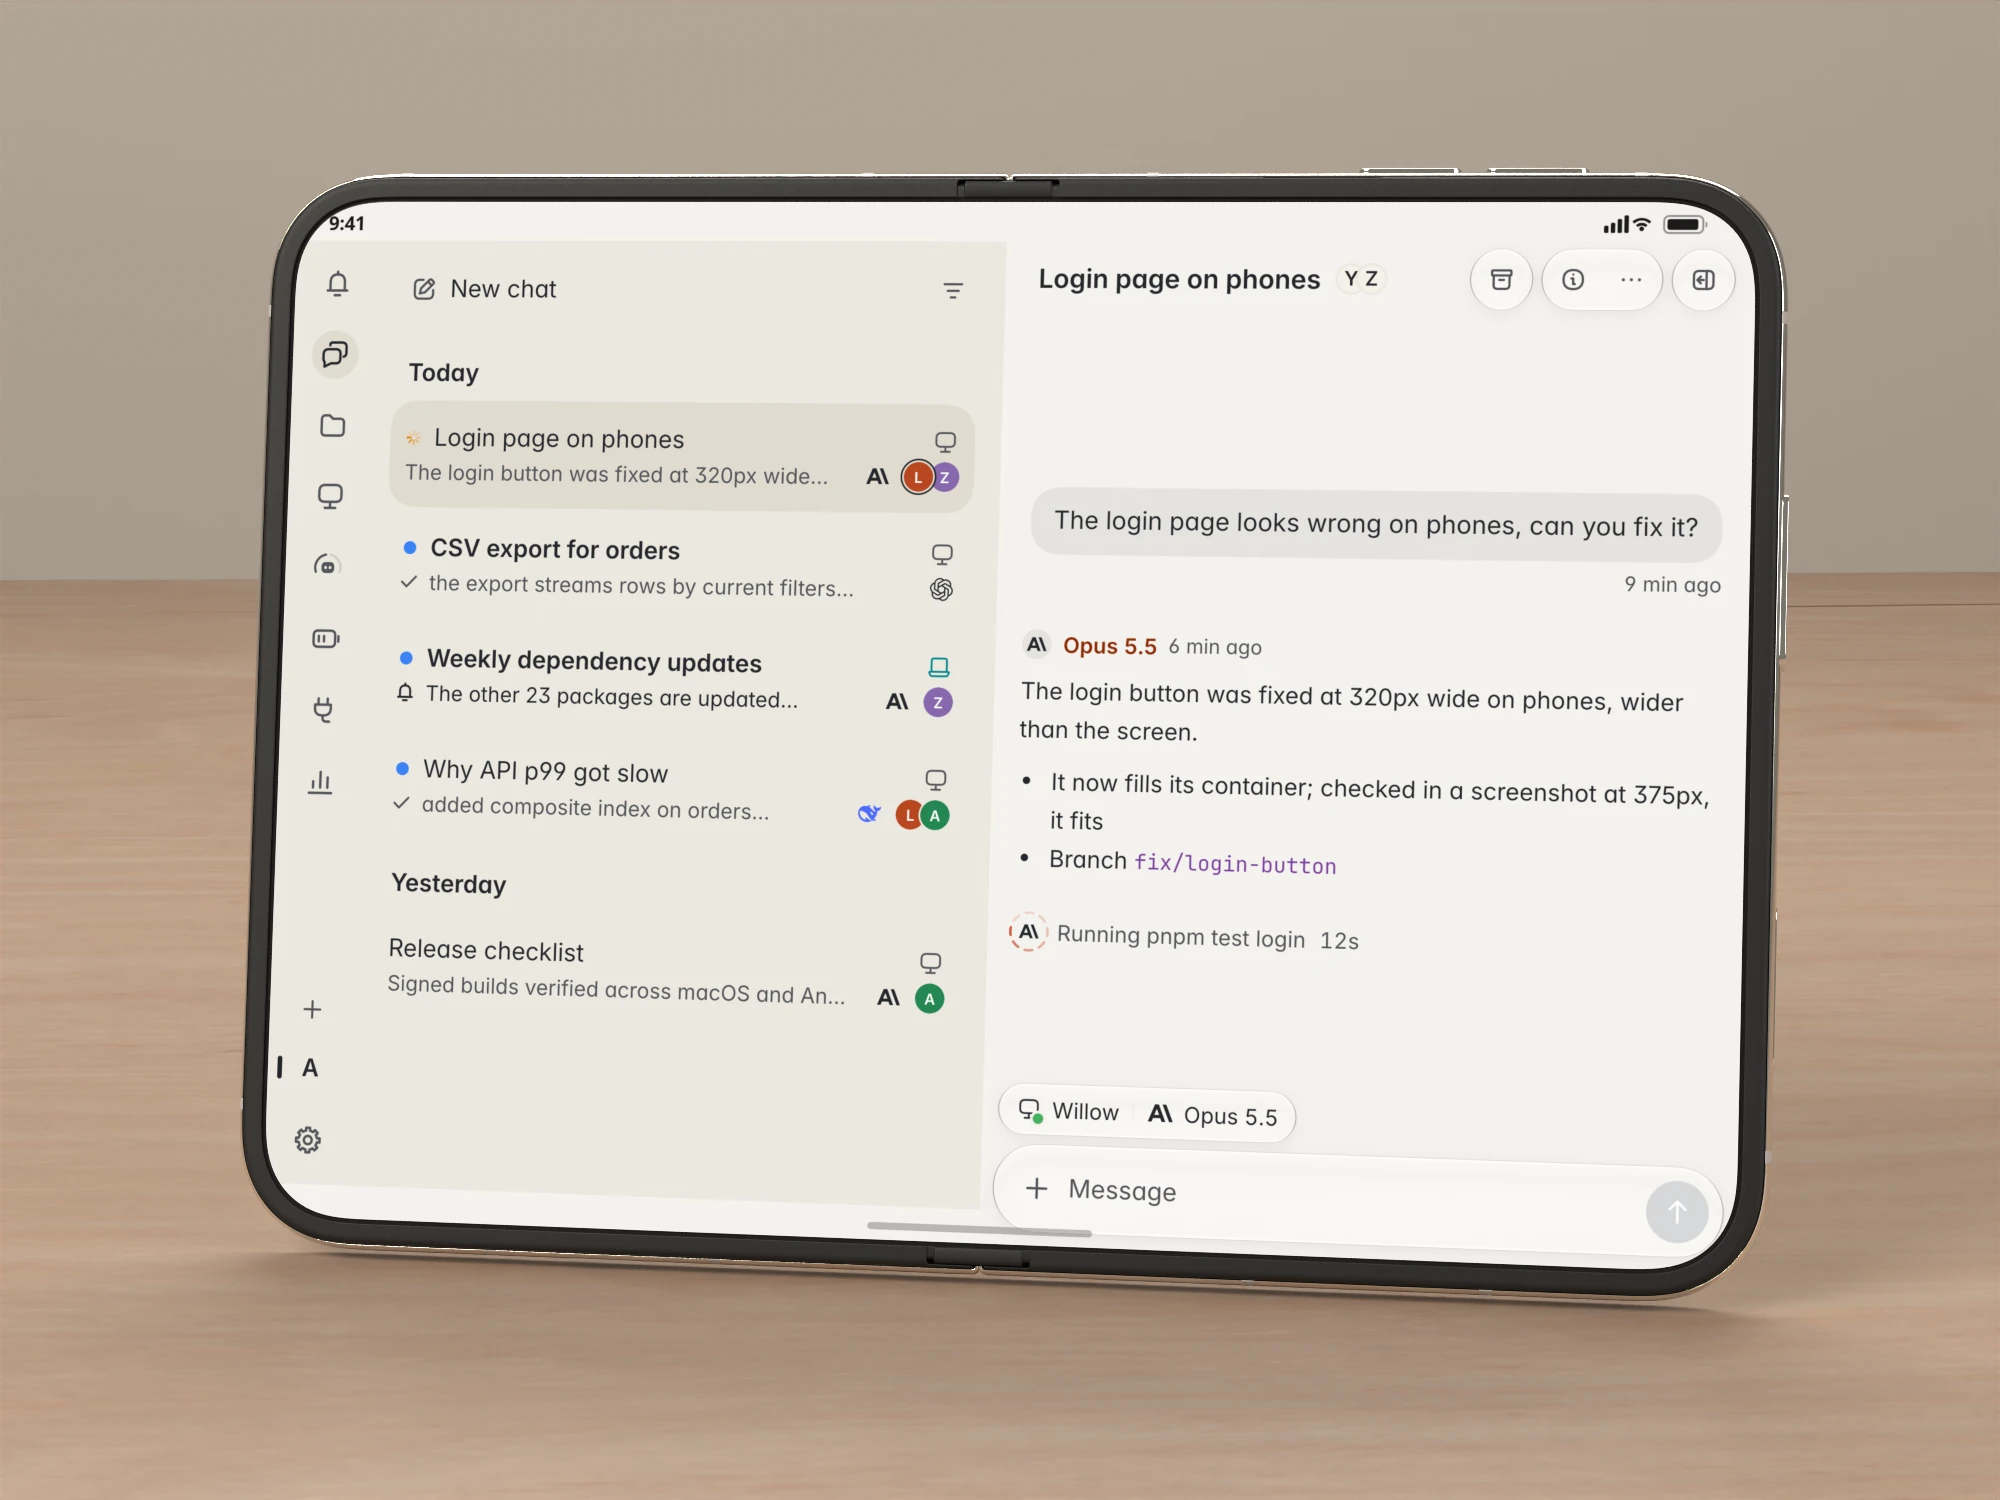 9:41
New chat
Today
Login page on phones
The login button was fixed at 320px wide...
L Z
CSV export for orders
the export streams rows by current filters...
Weekly dependency updates
The other 23 packages are updated...
Z
Why API p99 got slow
added composite index on orders...
L A
Yesterday
Release checklist
Signed builds verified across macOS and An...
A
A
Login page on phones Y Z
The login page looks wrong on phones, can you fix it?
9 min ago
Opus 5.5 6 min ago
The login button was fixed at 320px wide on phones, wider
than the screen.
• It now fills its container; checked in a screenshot at 375px,
it fits
• Branch fix/login-button
Running pnpm test login 12s
Willow Opus 5.5
Message